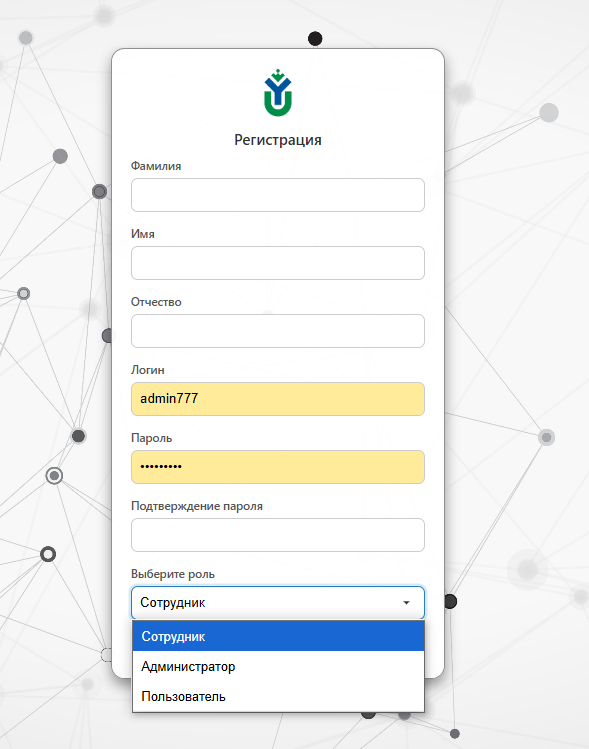 Регистрация
Фамилия
Имя
Отчество
Логин
admin777
Пароль
•••••••••
Подтверждение пароля
Выберите роль
Сотрудник
Сотрудник
Администратор
Пользователь